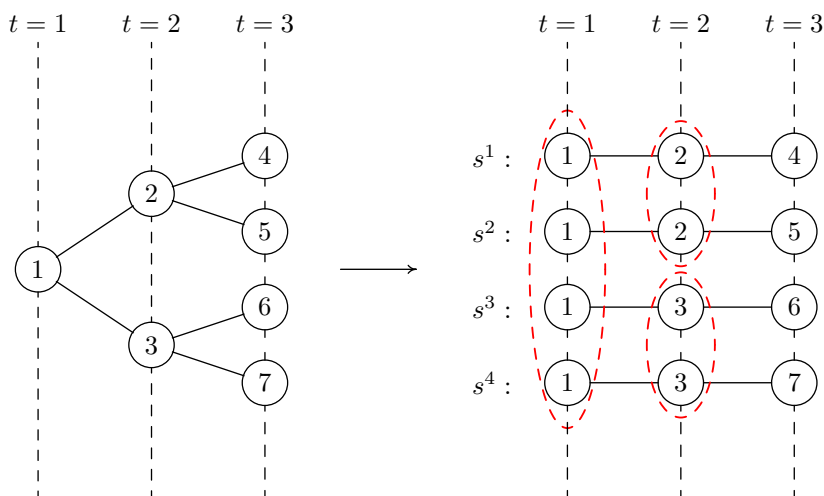 t = 1 t = 2 t = 3 t = 1 t = 2 t = 3
4 s¹ : 1 2 4
2
5 s² : 1 2 5
1
6 s³ : 1 3 6
3
7 s⁴ : 1 3 7